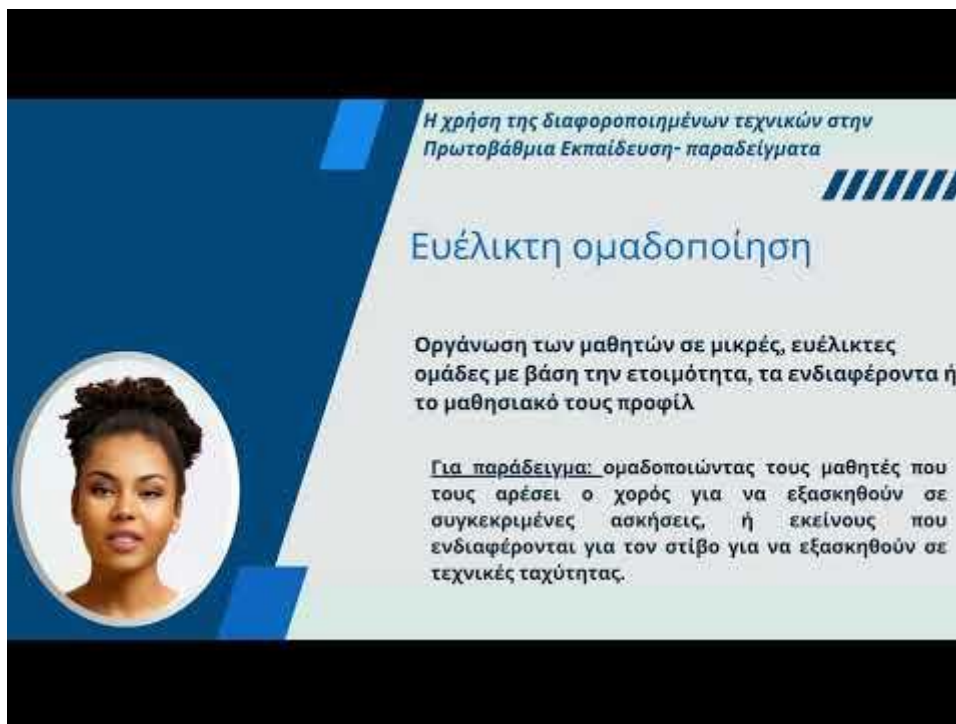 Η χρήση της διαφοροποιημένων τεχνικών στην
Πρωτοβάθμια Εκπαίδευση- παραδείγματα
Ευέλικτη ομαδοποίηση
Οργάνωση των μαθητών σε μικρές, ευέλικτες
ομάδες με βάση την ετοιμότητα, τα ενδιαφέροντα ή
το μαθησιακό τους προφίλ
Για παράδειγμα: ομαδοποιώντας τους μαθητές που
τους αρέσει ο χορός για να εξασκηθούν σε
συγκεκριμένες ασκήσεις, ή εκείνους που
ενδιαφέρονται για τον στίβο για να εξασκηθούν σε
τεχνικές ταχύτητας.